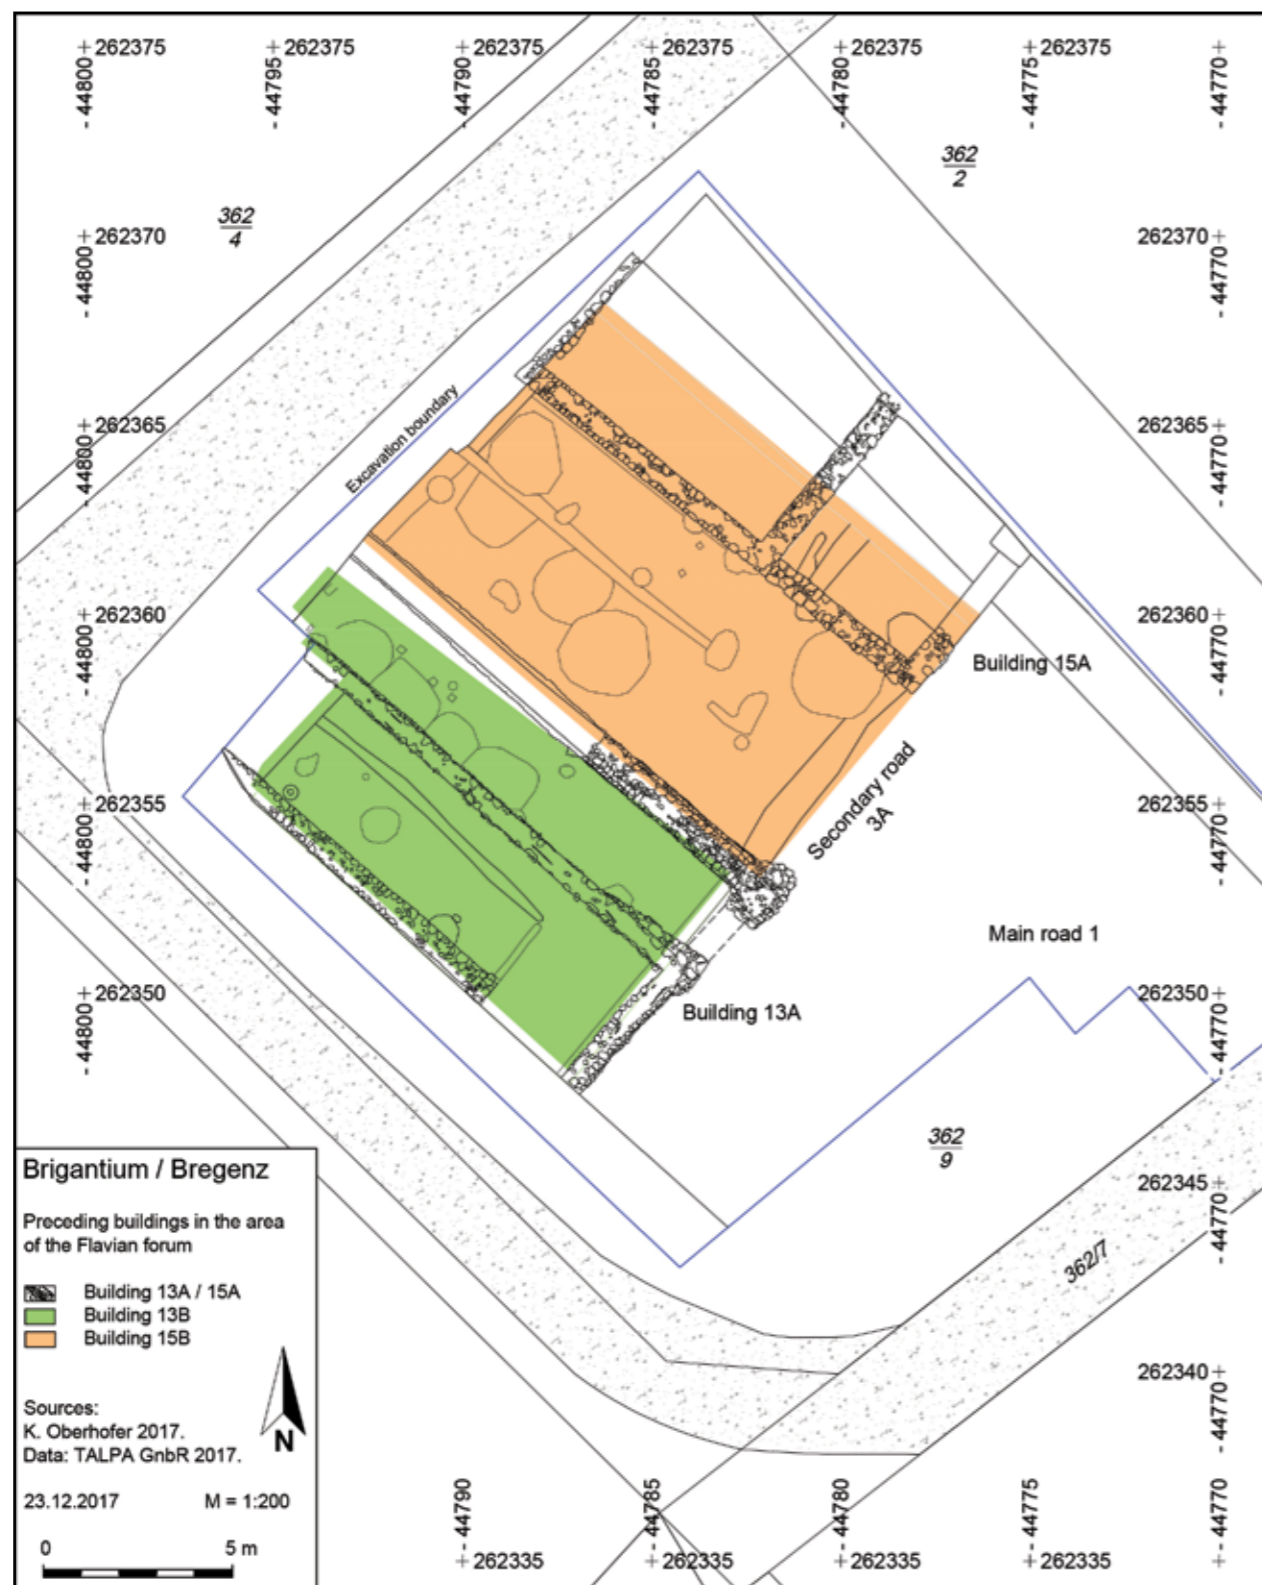 262375 262375 262375 262375 262375 262375
- 44800 - 44795 - 44790 - 44785 - 44780 - 44775 - 44770
362
2
362
4
262370 262370
- 44800 - 44770
262365 262365
- 44800 - 44770
Excavation boundary
262360 262360
- 44800 - 44770
Building 15A
262355 262355
- 44800 - 44770
Secondary road
3A
Main road 1
262350 262350
- 44800 - 44770
Building 13A
362
9
262345
- 44770
362/7
262340
- 44770
Brigantium / Bregenz
Preceding buildings in the area
of the Flavian forum
Building 13A / 15A
Building 13B
Building 15B
Sources:
K. Oberhofer 2017.
Data: TALPA GnbR 2017.
N
23.12.2017 M = 1:200
0 5 m
- 44790 - 44785 - 44780 - 44775 - 44770
262335 262335 262335 262335